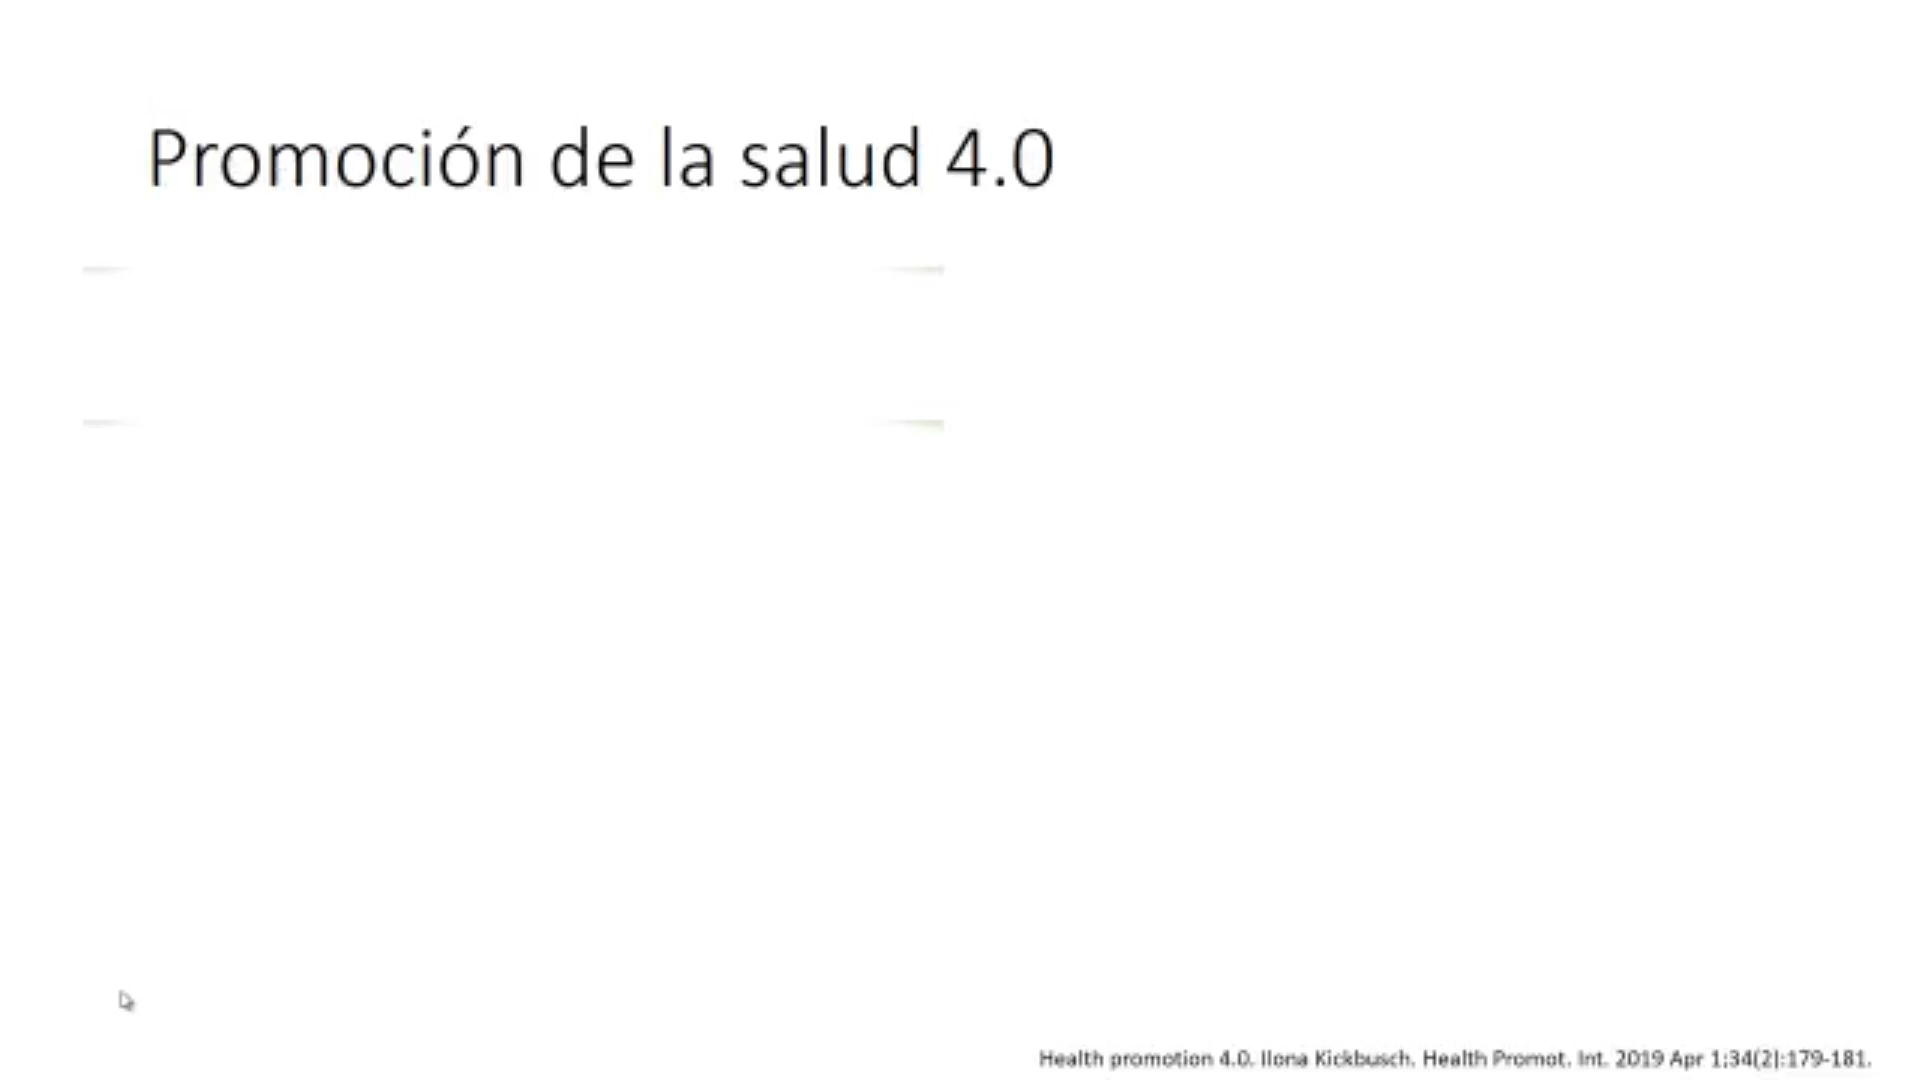 Promoción de la salud 4.0
Health promotion 4.0. Ilona Kickbusch. Health Promot. Int. 2019 Apr 1;34(2):179-181.